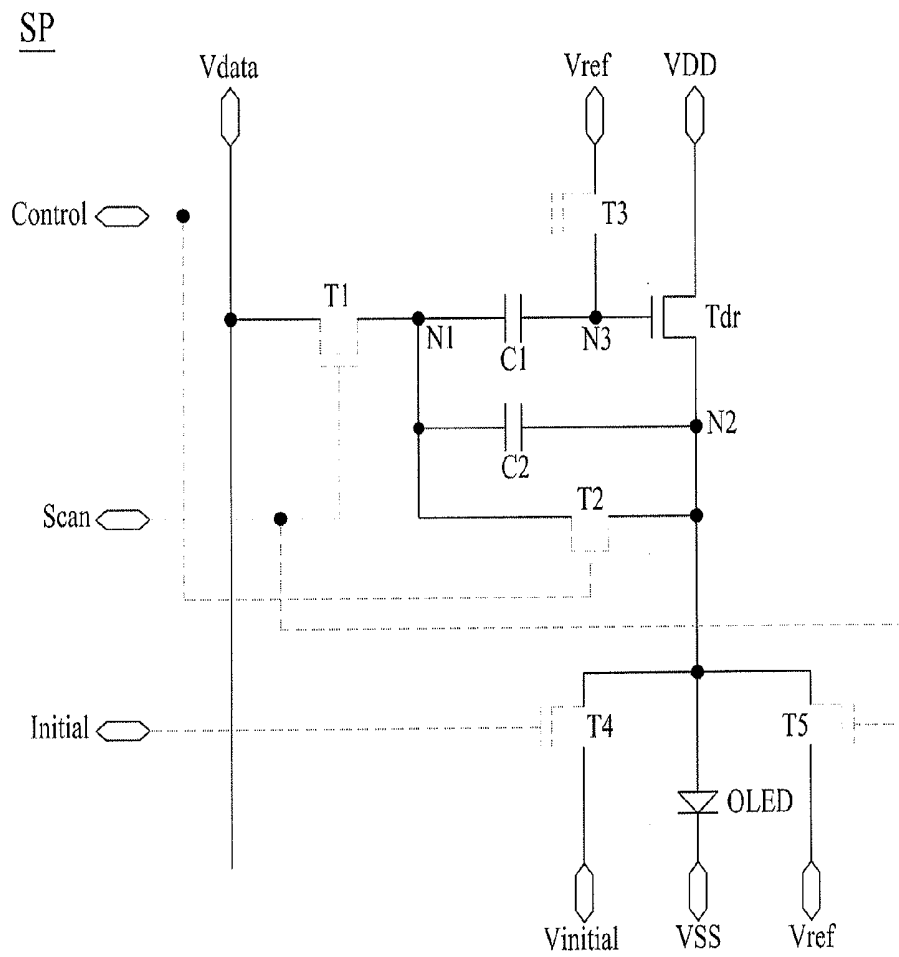 SP
Vdata
Vref
VDD
Control
T3
T1
Tdr
N1
C1
N3
N2
C2
T2
Scan
Initial
T4
T5
OLED
Vinitial
VSS
Vref